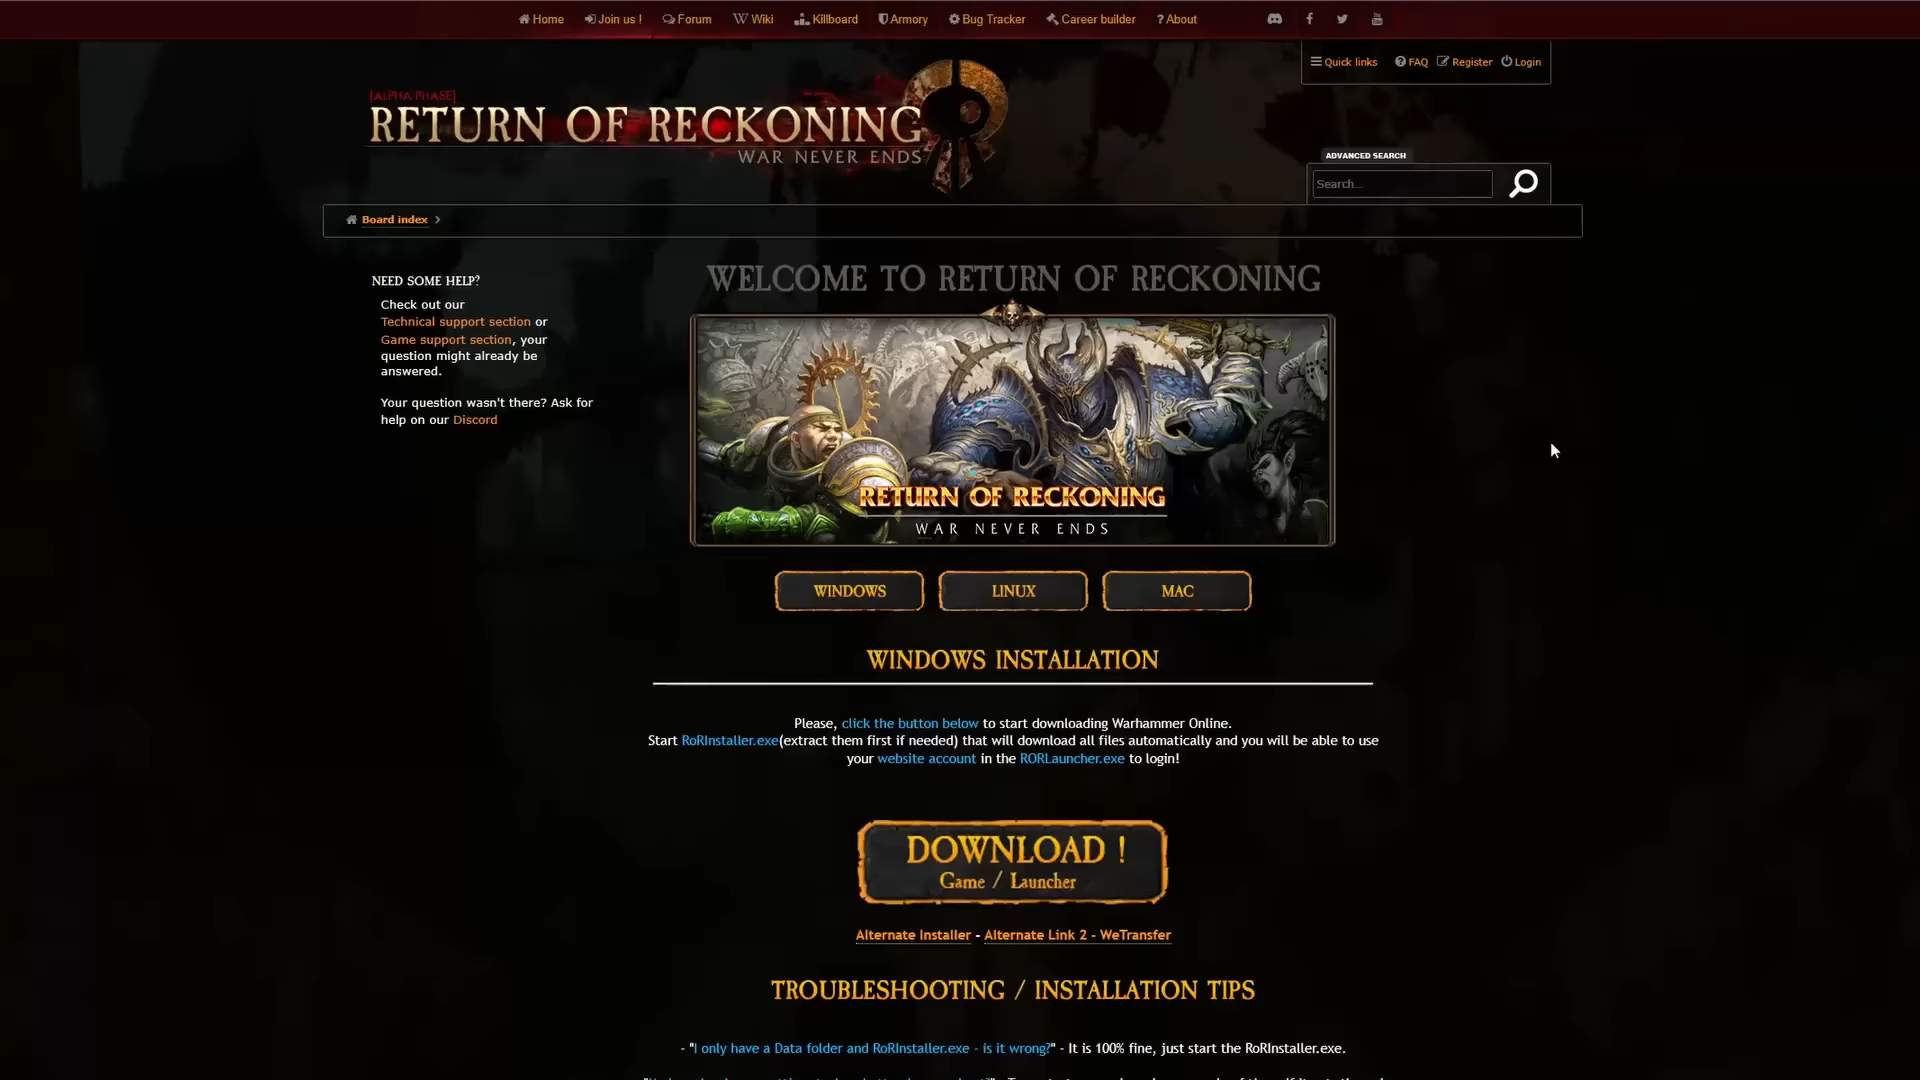 Home Join us ! Forum Wiki Killboard Armory Bug Tracker Career builder About
Quick links FAQ Register Login
[ALPHA PHASE]
RETURN OF RECKONING
WAR NEVER ENDS
ADVANCED SEARCH
Search...
Board index
NEED SOME HELP?
Check out our
Technical support section or
Game support section, your
question might already be
answered.
Your question wasn't there? Ask for
help on our Discord
WELCOME TO RETURN OF RECKONING
RETURN OF RECKONING
WAR NEVER ENDS
WINDOWS LINUX MAC
WINDOWS INSTALLATION
Please, click the button below to start downloading Warhammer Online.
Start RoRInstaller.exe(extract them first if needed) that will download all files automatically and you will be able to use
your website account in the RORLauncher.exe to login!
DOWNLOAD !
Game / Launcher
Alternate Installer - Alternate Link 2 - WeTransfer
TROUBLESHOOTING / INSTALLATION TIPS
- "I only have a Data folder and RoRInstaller.exe - is it wrong?" - It is 100% fine, just start the RoRInstaller.exe.